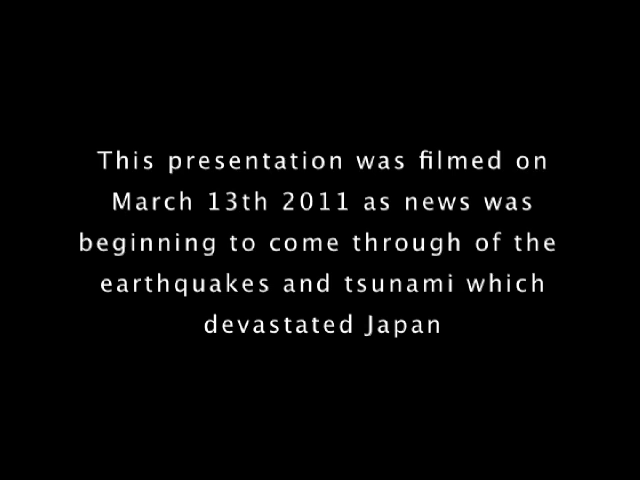 This presentation was filmed on
March 13th 2011 as news was
beginning to come through of the
earthquakes and tsunami which
devastated Japan